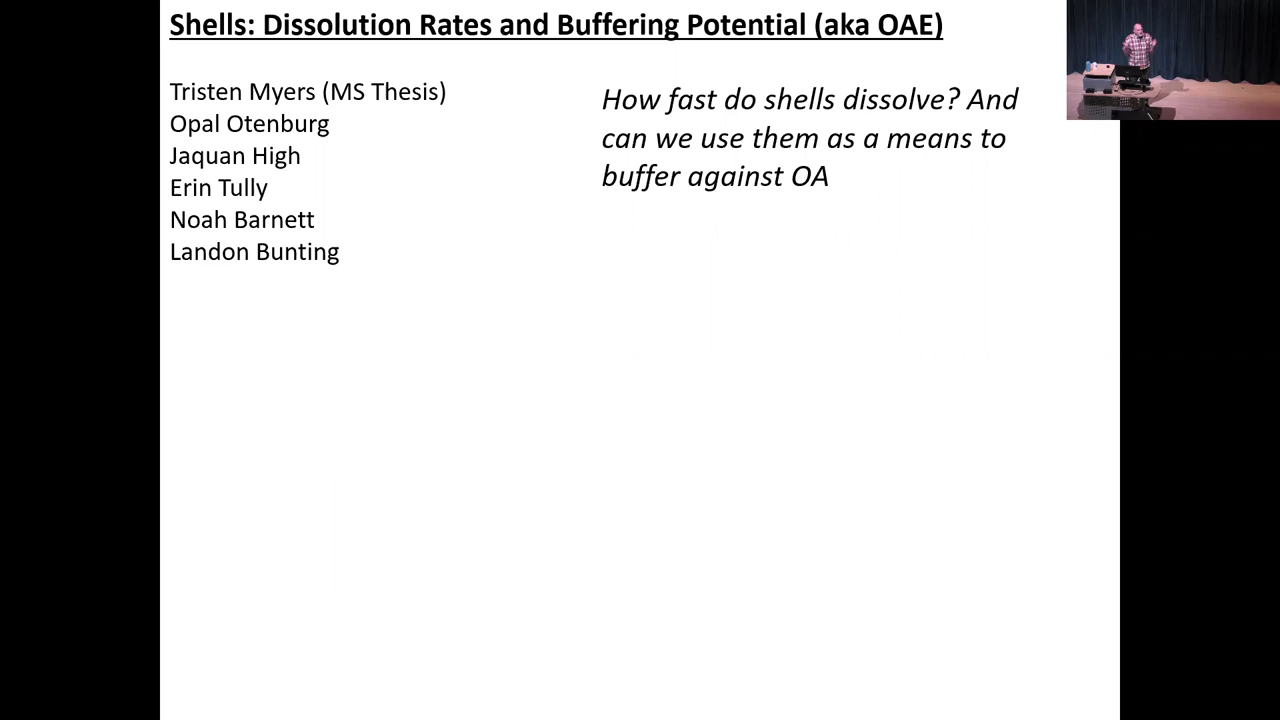 Shells: Dissolution Rates and Buffering Potential (aka OAE)
Tristen Myers (MS Thesis)
Opal Otenburg
Jaquan High
Erin Tully
Noah Barnett
Landon Bunting
How fast do shells dissolve? And
can we use them as a means to
buffer against OA